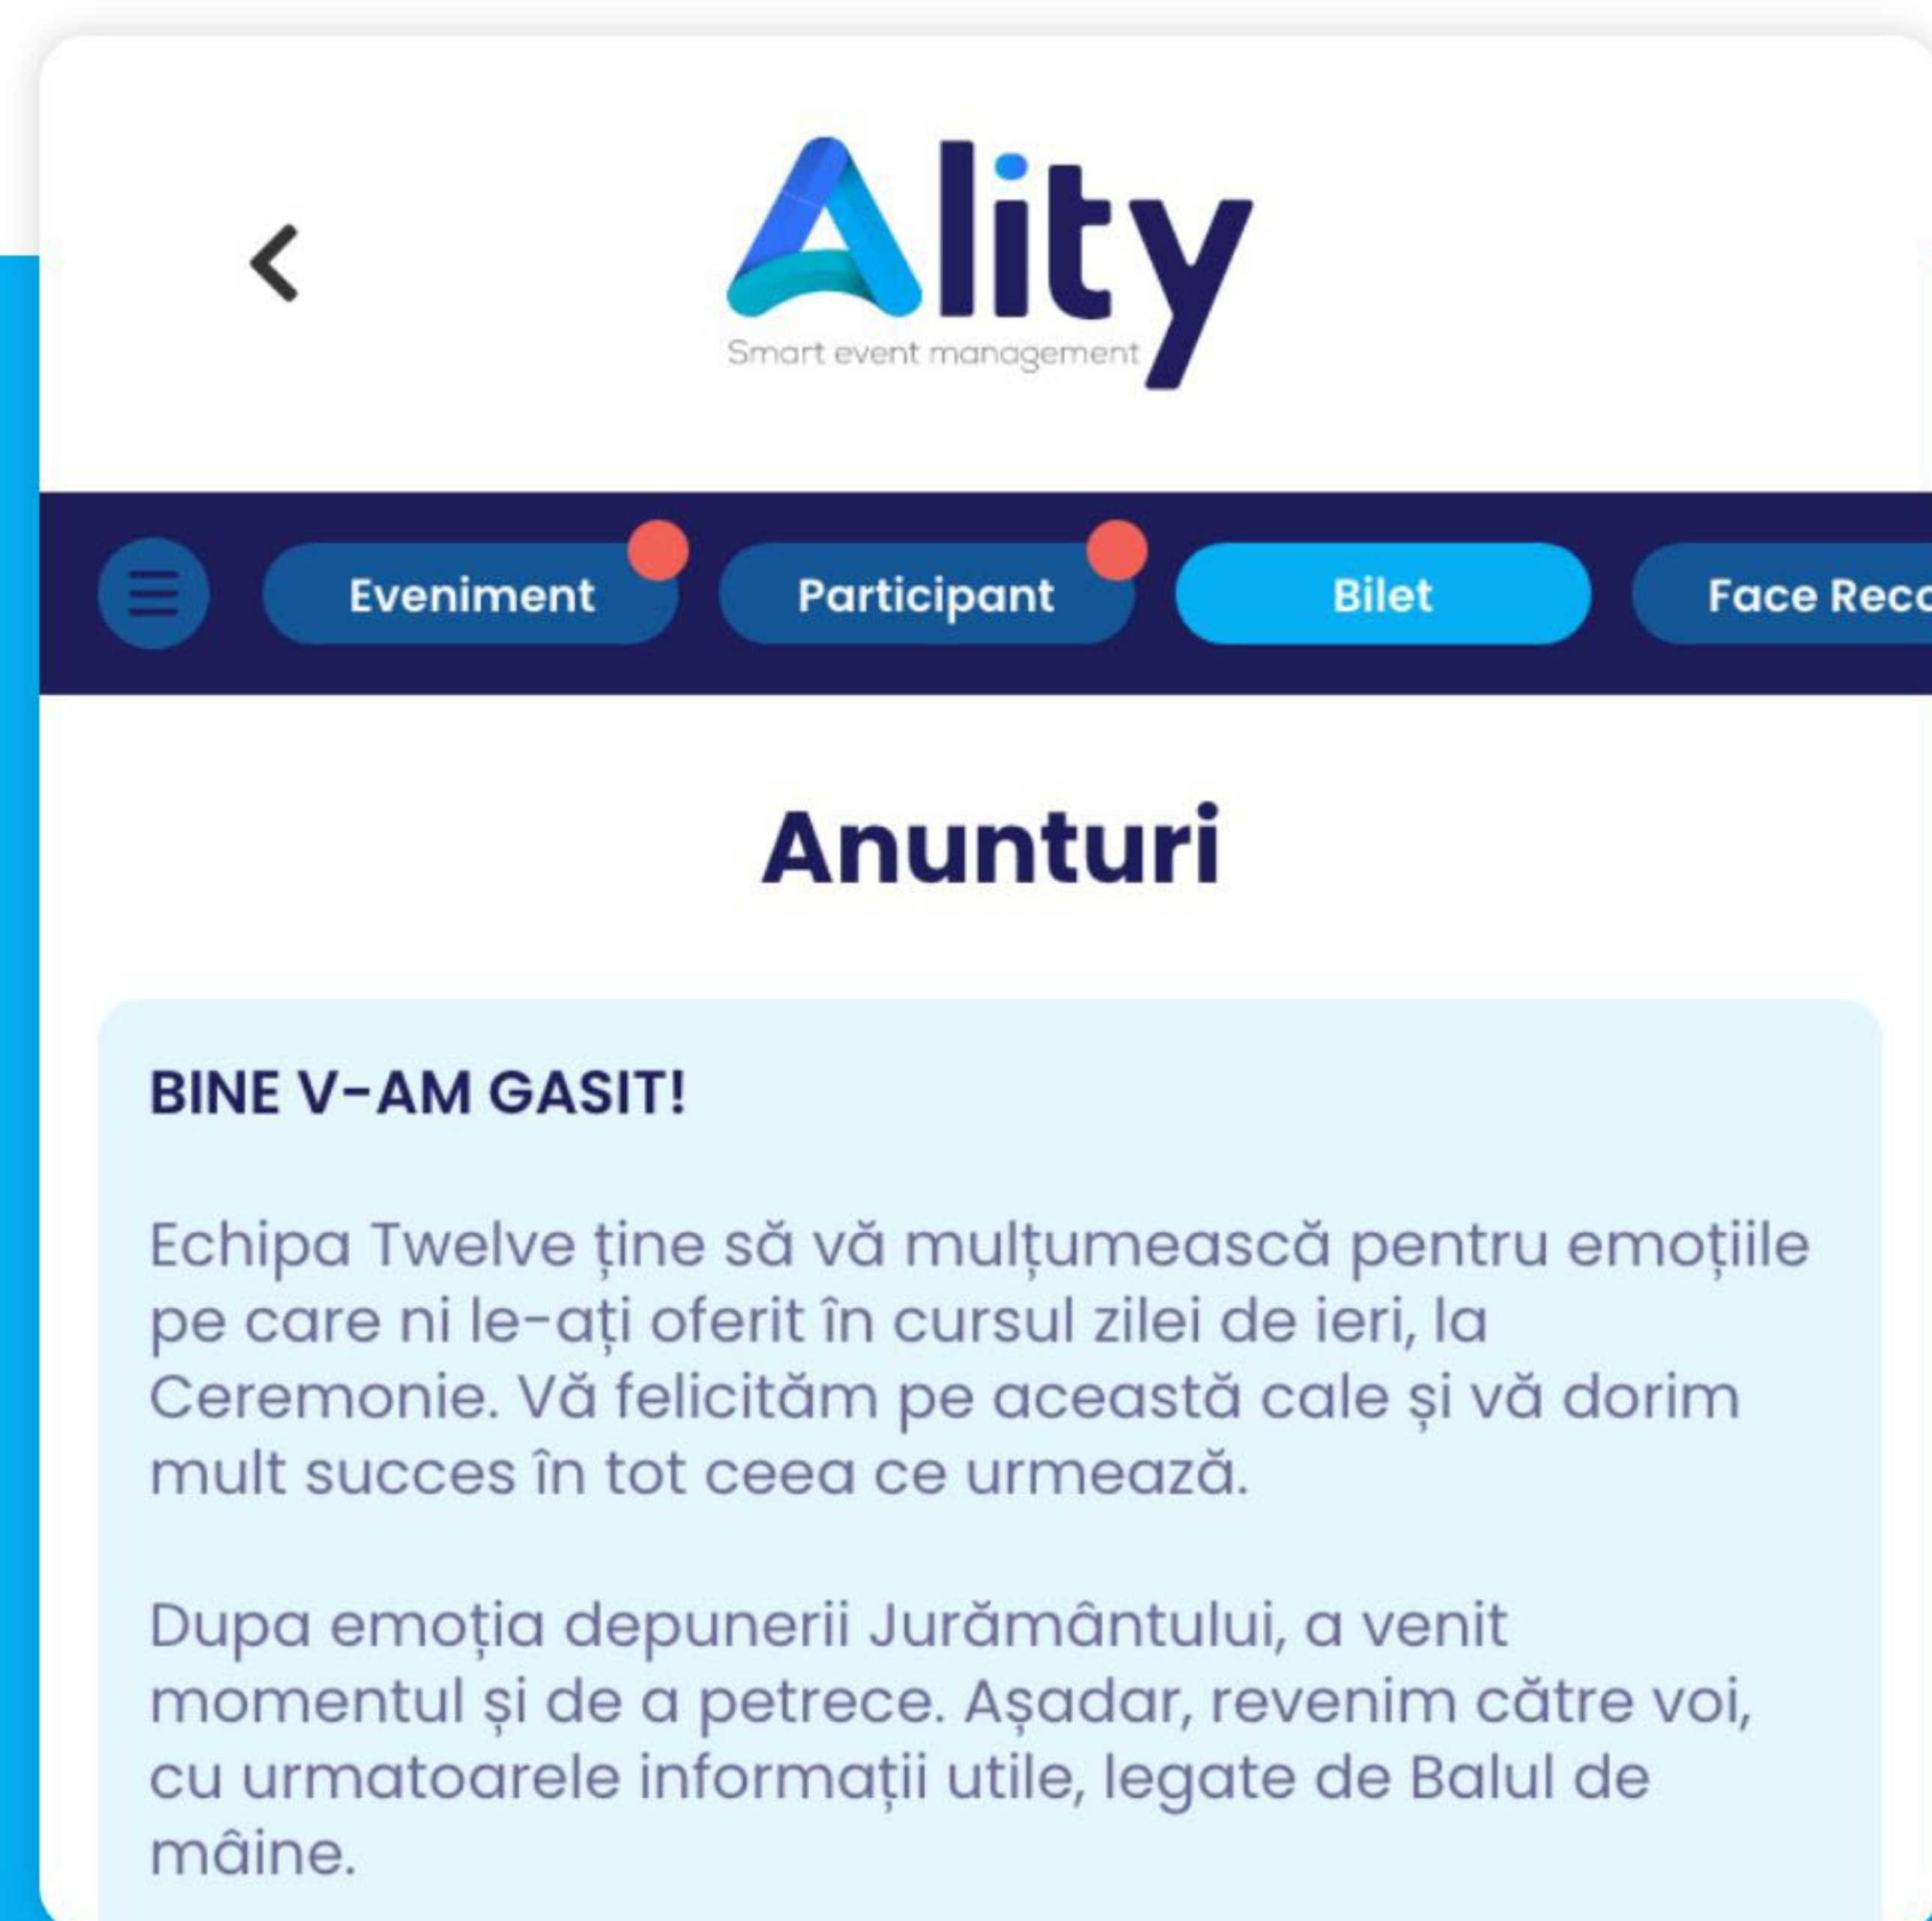 Ality
Smart event management
Eveniment
Participant
Bilet
Face Reco
Anunturi
BINE V-AM GASIT!
Echipa Twelve ține să vă mulțumească pentru emoțiile
pe care ni le-ați oferit în cursul zilei de ieri, la
Ceremonie. Vă felicităm pe această cale și vă dorim
mult succes în tot ceea ce urmează.
Dupa emoția depunerii Jurământului, a venit
momentul și de a petrece. Așadar, revenim către voi,
cu urmatoarele informații utile, legate de Balul de
mâine.